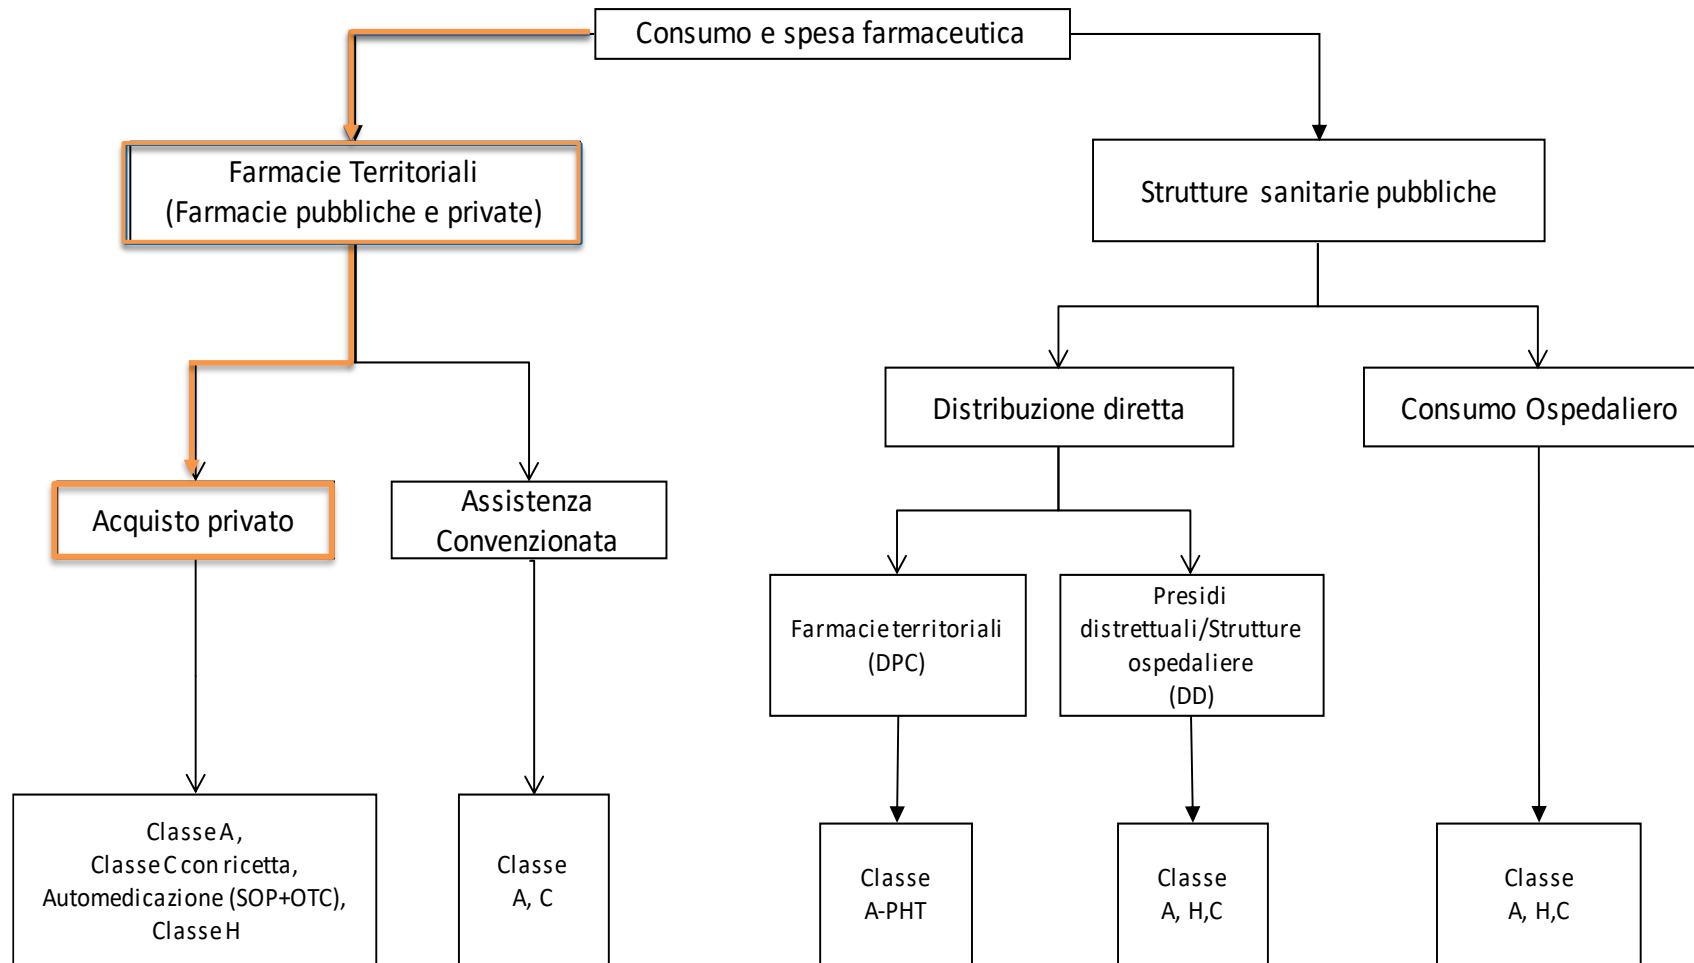 Consumo e spesa farmaceutica
Farmacie Territoriali
(Farmacie pubbliche e private)
Strutture sanitarie pubbliche
Distribuzione diretta
Consumo Ospedaliero
Acquisto privato
Assistenza
Convenzionata
Farmacie territoriali
(DPC)
Presidi
distrettuali/Strutture
ospedaliere
(DD)
Classe A,
Classe C con ricetta,
Automedicazione (SOP+OTC),
Classe H
Classe
A, C
Classe
A-PHT
Classe
A, H,C
Classe
A, H,C